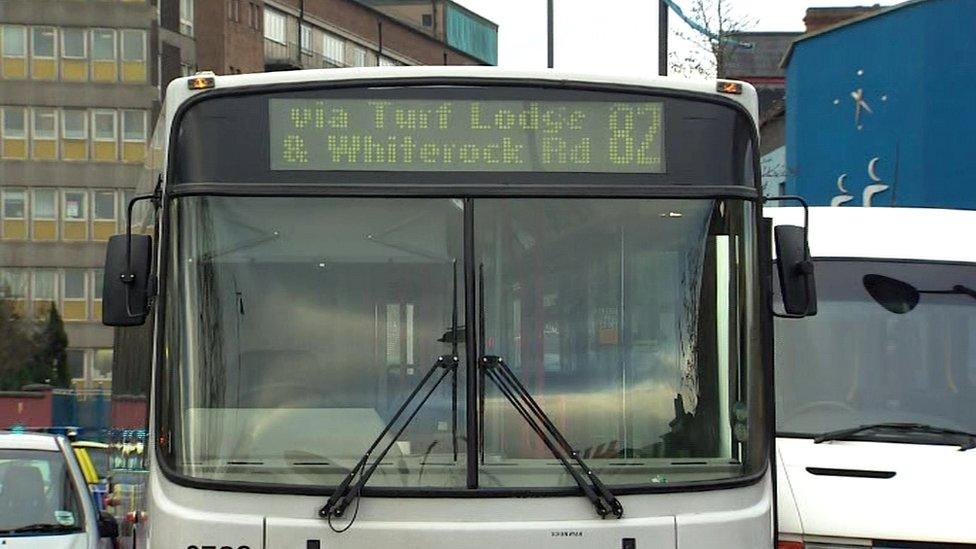 via Turf Lodge
& Whiterock Rd
82